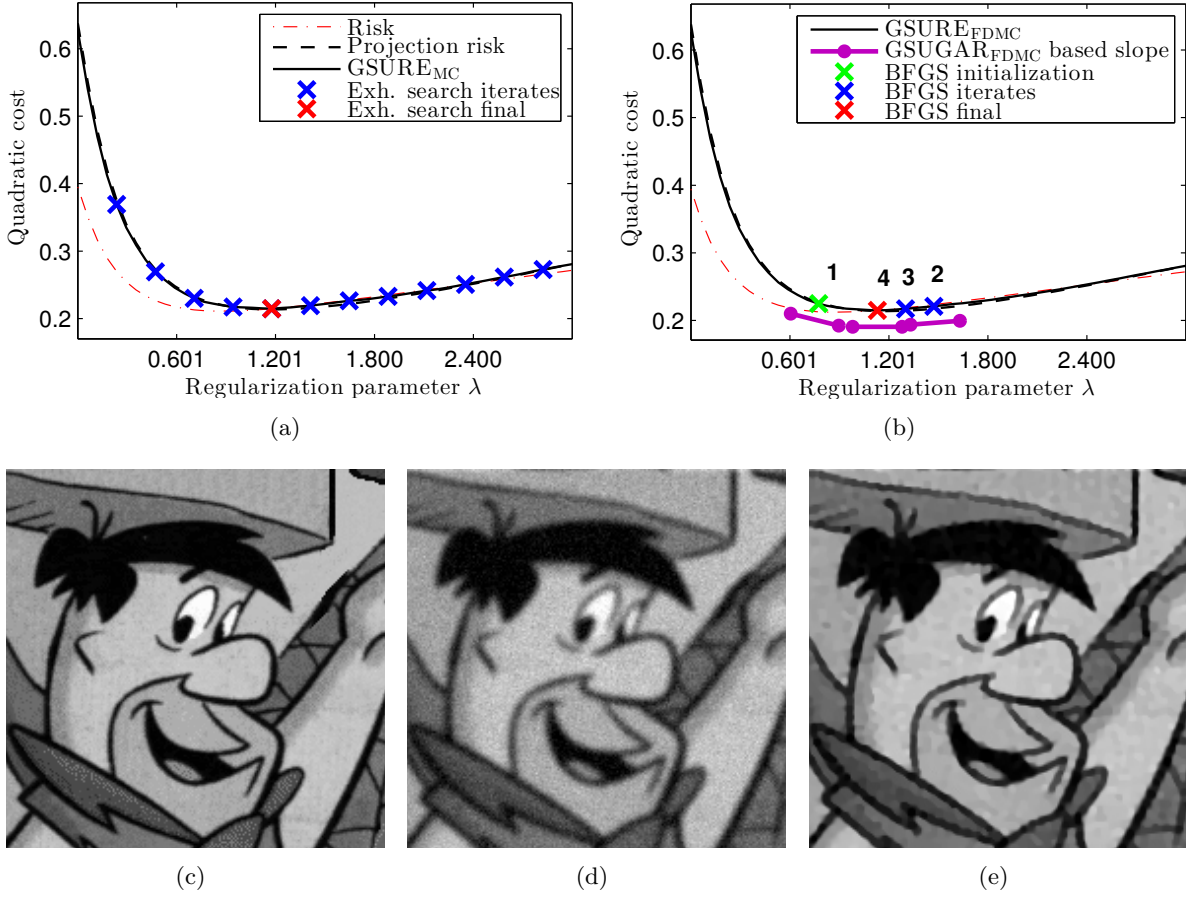 Risk
Projection risk
GSURE_MC
Exh. search iterates
Exh. search final
Quadratic cost
0.6
0.5
0.4
0.3
0.2
0.601 1.201 1.800 2.400
Regularization parameter λ
(a)
GSURE_FDMC
GSUGAR_FDMC based slope
BFGS initialization
BFGS iterates
BFGS final
Quadratic cost
0.6
0.5
0.4
0.3
0.2
1 4 3 2
0.601 1.201 1.800 2.400
Regularization parameter λ
(b)
(c) (d) (e)